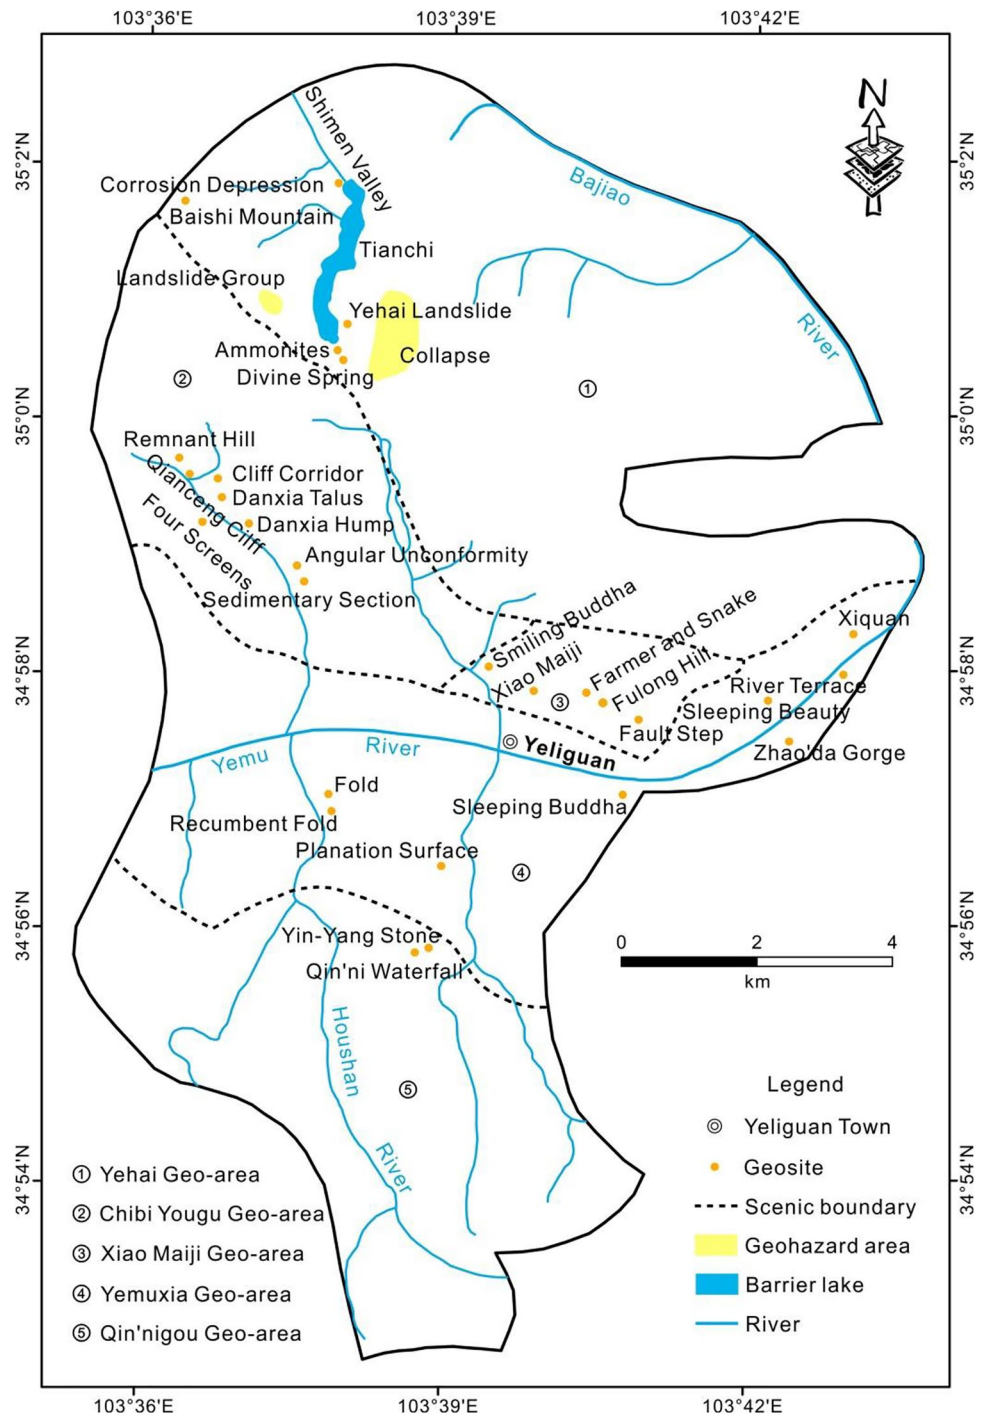 103°36'E
103°39'E
103°42'E
N
35°2'N
35°2'N
Shimen Valley
Bajiao
River
Corrosion Depression
Baishi Mountain
Tianchi
Landslide Group
Yehai Landslide
Ammonites
Collapse
Divine Spring
②
①
35°0'N
35°0'N
Remnant Hill
Qianceng Cliff
Cliff Corridor
Danxia Talus
Four Screens
Danxia Hump
Angular Unconformity
Sedimentary Section
Smiling Buddha
Farmer and Snake
Xiao Maiji
Fulong Hill
Xiquan
34°58'N
34°58'N
③
River Terrace
Sleeping Beauty
Fault Step
Yeliguan
Zhao'da Gorge
Yemu
River
Fold
Sleeping Buddha
Recumbent Fold
Planation Surface
④
34°56'N
34°56'N
Yin-Yang Stone
Qin'ni Waterfall
0
2
4
km
Houshan
River
⑤
Legend
Yeliguan Town
Geosite
Scenic boundary
Geohazard area
Barrier lake
River
34°54'N
34°54'N
① Yehai Geo-area
② Chibi Yougu Geo-area
③ Xiao Maiji Geo-area
④ Yemuxia Geo-area
⑤ Qin'nigou Geo-area
103°36'E
103°39'E
103°42'E